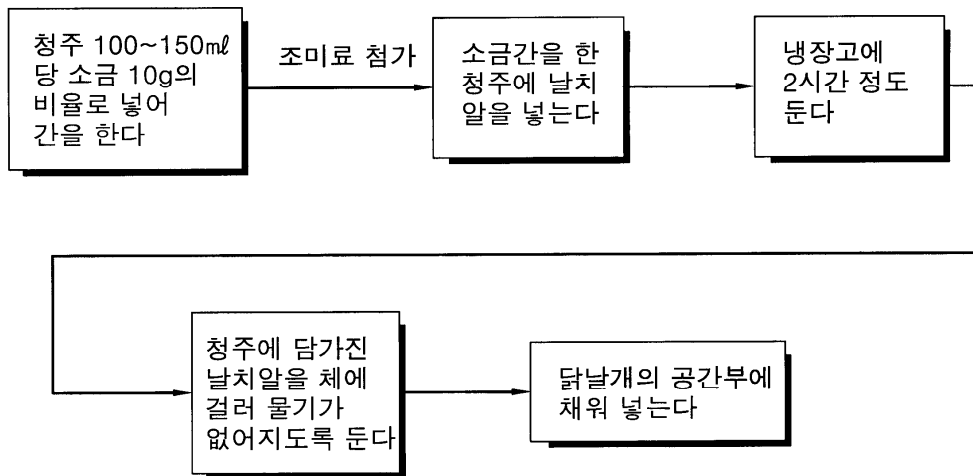 청주 100~150㎖
당 소금 10g의
비율로 넣어
간을 한다
조미료 첨가
소금간을 한
청주에 날치
알을 넣는다
냉장고에
2시간 정도
둔다
청주에 담가진
날치알을 체에
걸러 물기가
없어지도록 둔다
닭날개의 공간부에
채워 넣는다